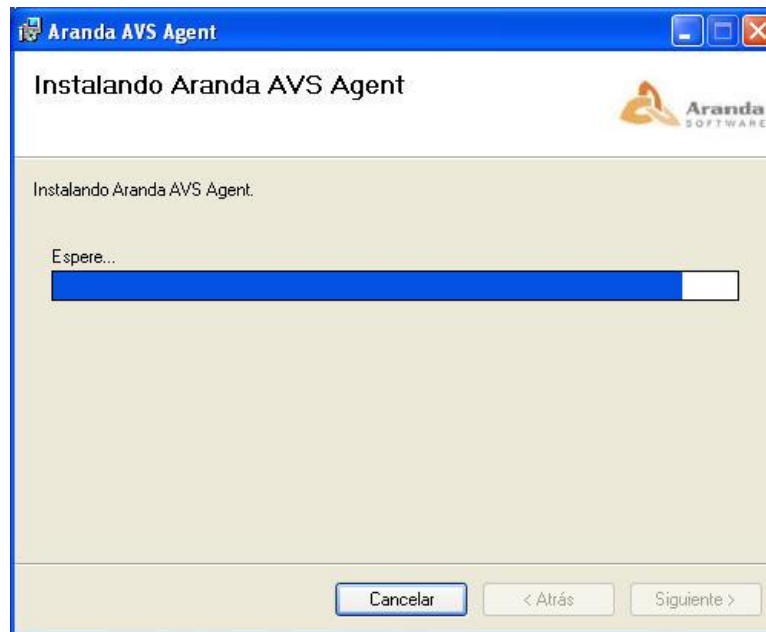 Aranda AVS Agent
Instalando Aranda AVS Agent
Aranda
SOFTWARE
Instalando Aranda AVS Agent.
Espere...
Cancelar
< Atrás
Siguiente >